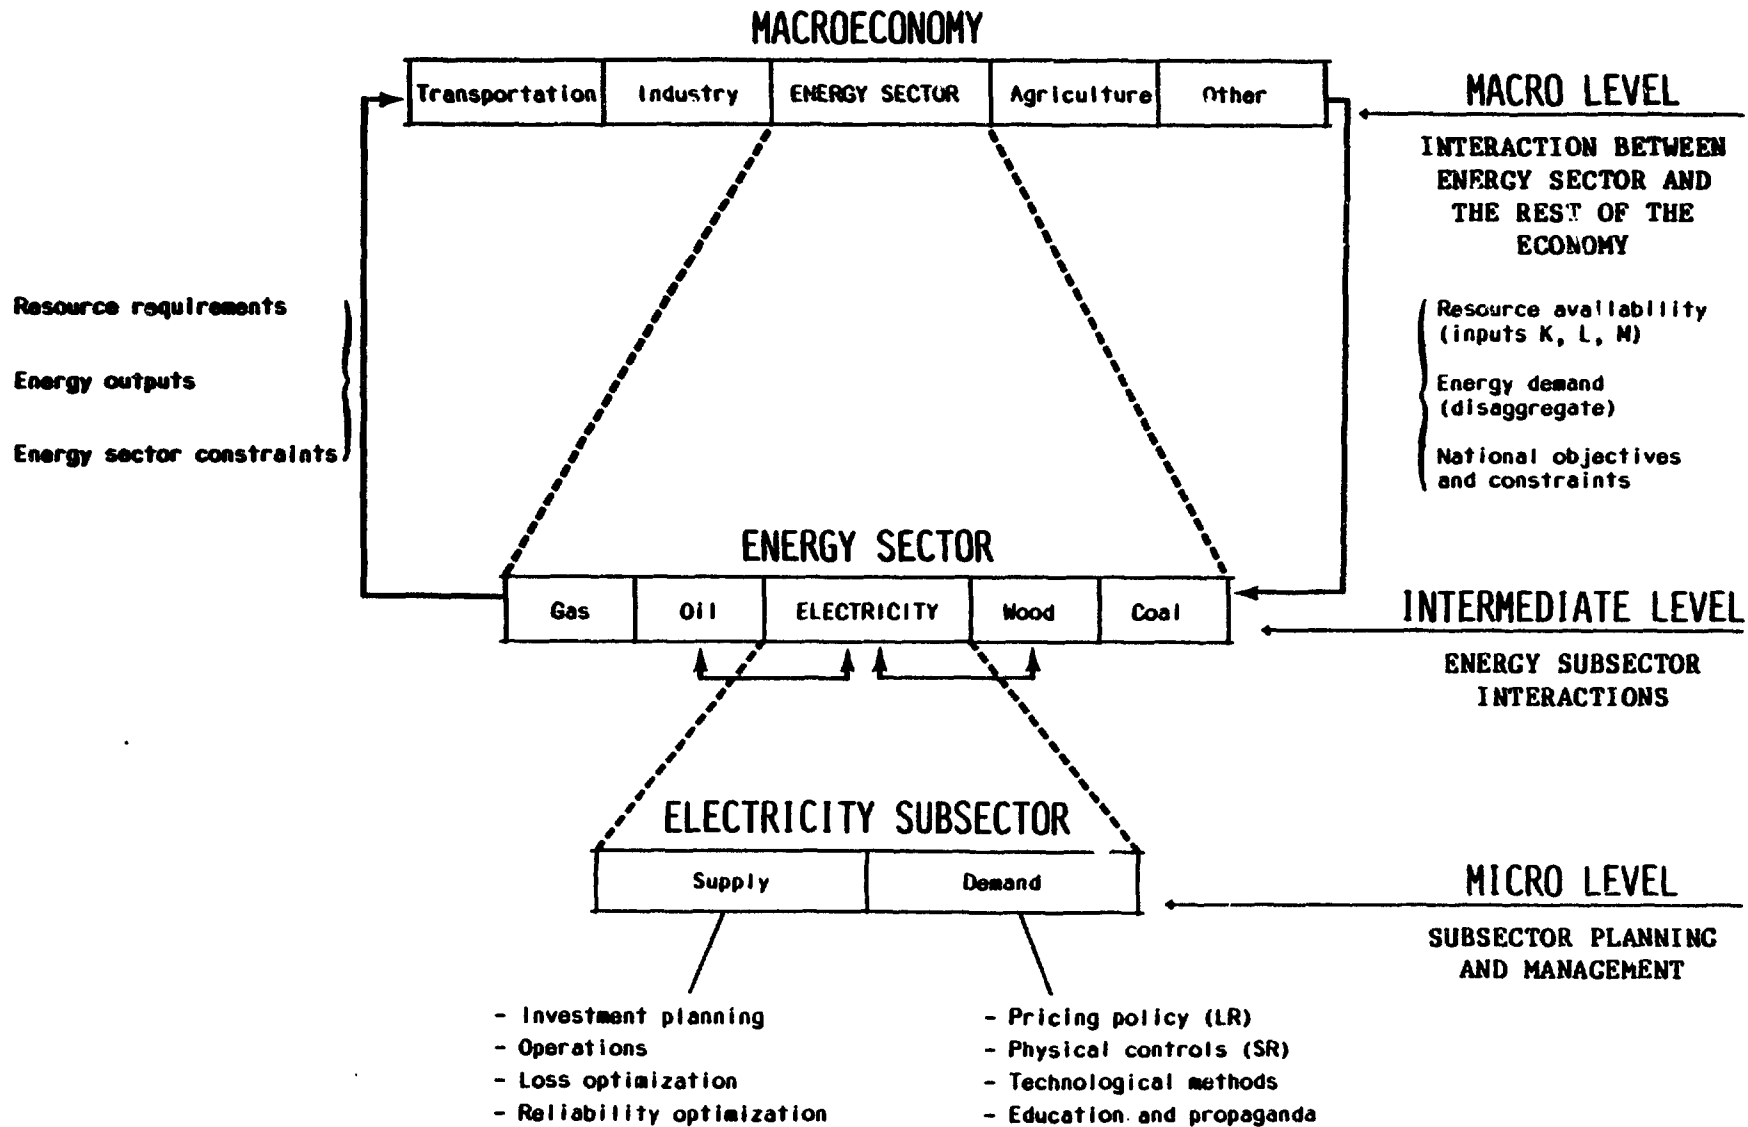 MACROECONOMY
Transportation Industry ENERGY SECTOR Agriculture Other
MACRO LEVEL
INTERACTION BETWEEN
ENERGY SECTOR AND
THE REST OF THE
ECONOMY
Resource requirements
Energy outputs
Energy sector constraints
Resource availability
(inputs K, L, M)
Energy demand
(disaggregate)
National objectives
and constraints
ENERGY SECTOR
Gas Oil ELECTRICITY Wood Coal
INTERMEDIATE LEVEL
ENERGY SUBSECTOR
INTERACTIONS
ELECTRICITY SUBSECTOR
Supply Demand
MICRO LEVEL
SUBSECTOR PLANNING
AND MANAGEMENT
- Investment planning
- Operations
- Loss optimization
- Reliability optimization
- Pricing policy (LR)
- Physical controls (SR)
- Technological methods
- Education and propaganda